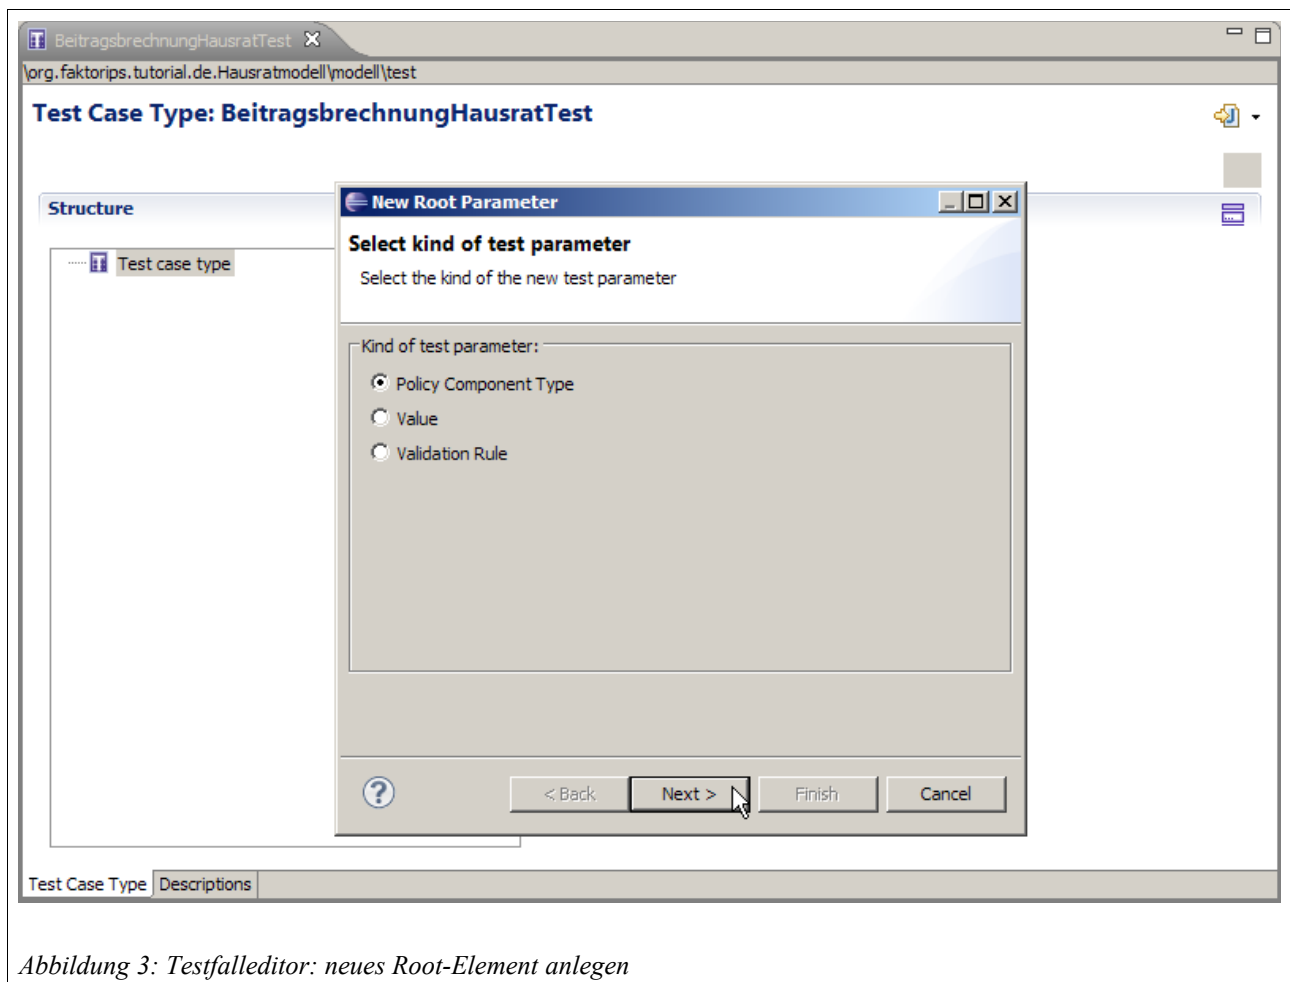 BeitragsbrechnungHausratTest
\org.faktorips.tutorial.de.Hausratmodell\modell\test
Test Case Type: BeitragsbrechnungHausratTest
Structure
Test case type
New Root Parameter
Select kind of test parameter
Select the kind of the new test parameter
Kind of test parameter:
Policy Component Type
Value
Validation Rule
< Back
Next >
Finish
Cancel
Test Case Type
Descriptions
Abbildung 3: Testfalleditor: neues Root-Element anlegen